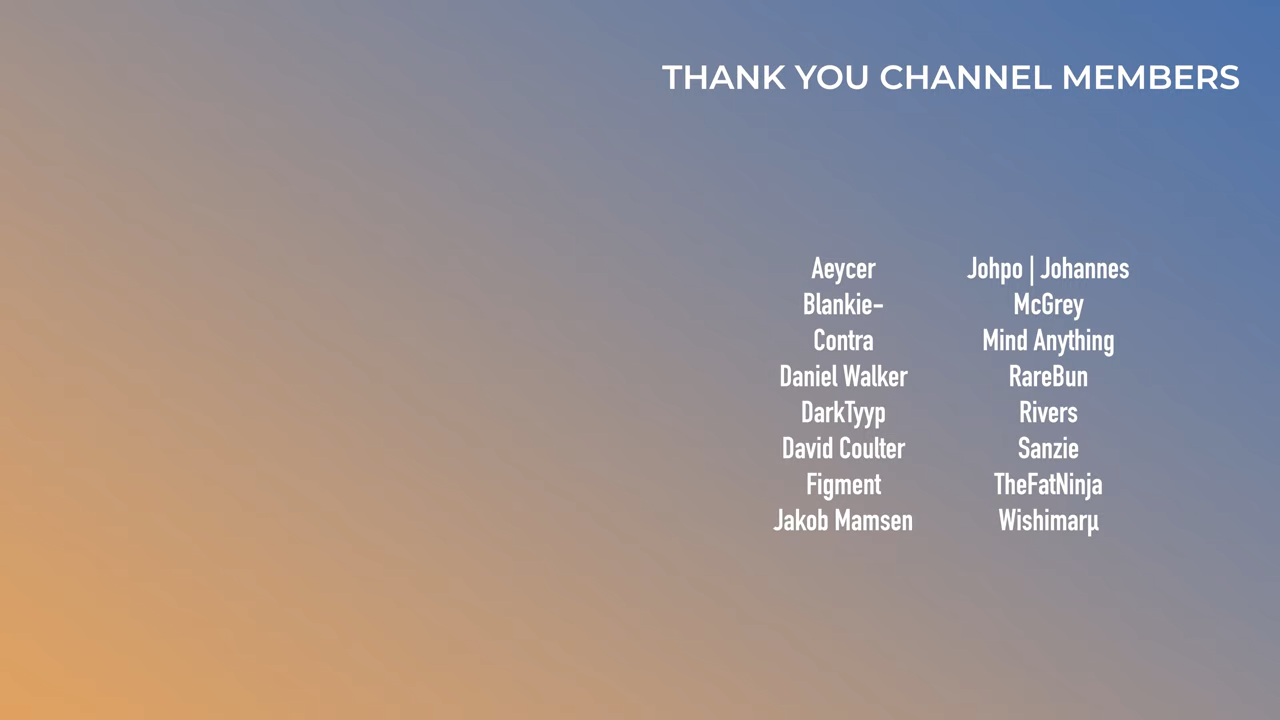 THANK YOU CHANNEL MEMBERS
Aeycer
Blankie-
Contra
Daniel Walker
DarkTyyp
David Coulter
Figment
Jakob Mamsen
Johpo | Johannes
McGrey
Mind Anything
RareBun
Rivers
Sanzie
TheFatNinja
Wishimarμ